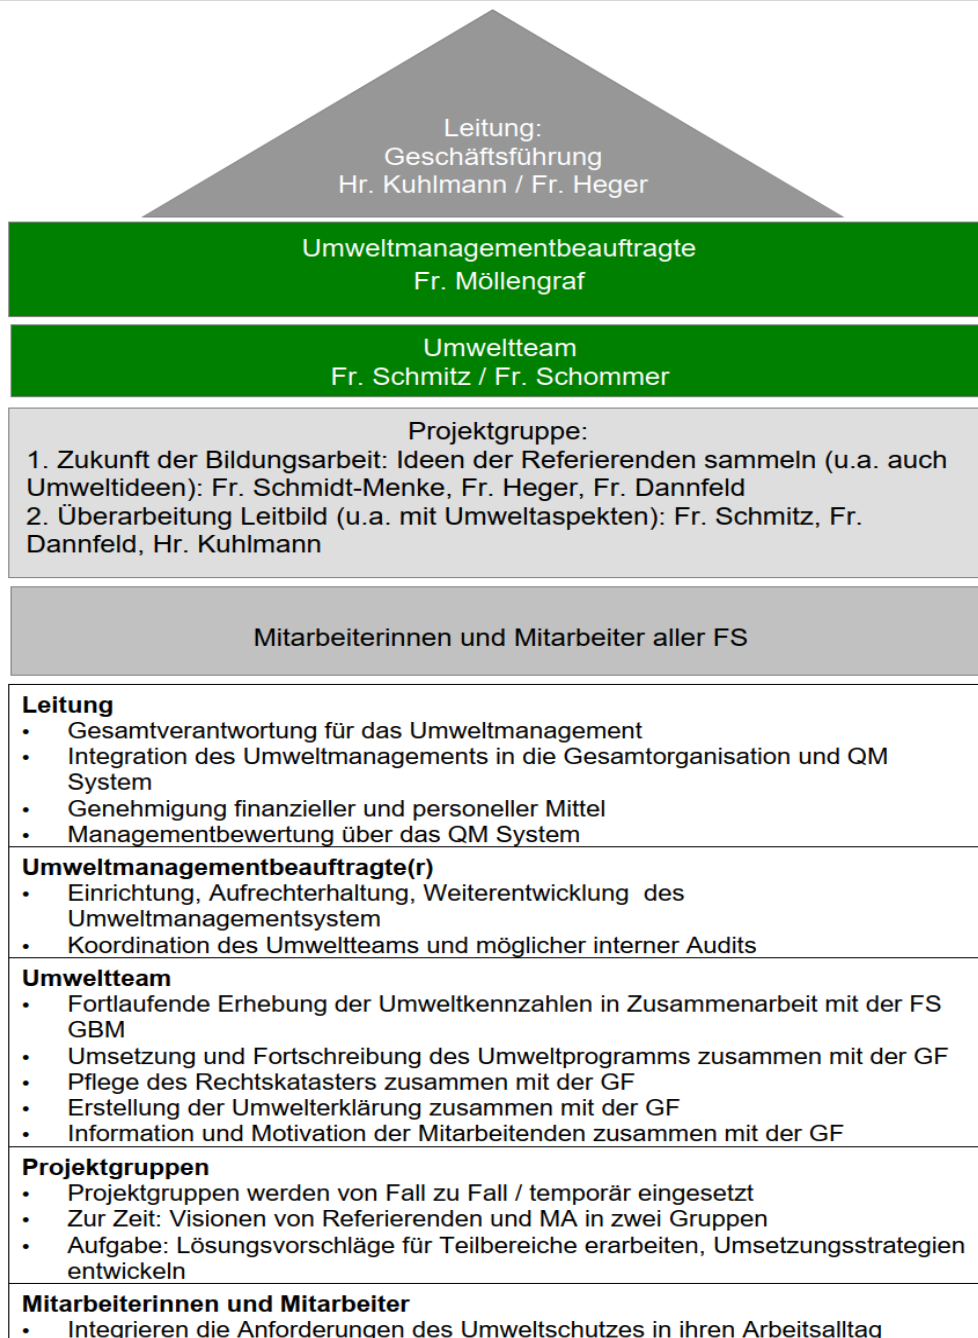 Leitung:
Geschäftsführung
Hr. Kuhlmann / Fr. Heger
Umweltmanagementbeauftragte
Fr. Möllengraf
Umweltteam
Fr. Schmitz / Fr. Schommer
Projektgruppe:
1. Zukunft der Bildungsarbeit: Ideen der Referierenden sammeln (u.a. auch
Umweltideen): Fr. Schmidt-Menke, Fr. Heger, Fr. Dannfeld
2. Überarbeitung Leitbild (u.a. mit Umweltaspekten): Fr. Schmitz, Fr.
Dannfeld, Hr. Kuhlmann
Mitarbeiterinnen und Mitarbeiter aller FS
Leitung
• Gesamtverantwortung für das Umweltmanagement
• Integration des Umweltmanagements in die Gesamtorganisation und QM
System
• Genehmigung finanzieller und personeller Mittel
• Managementbewertung über das QM System
Umweltmanagementbeauftragte(r)
• Einrichtung, Aufrechterhaltung, Weiterentwicklung des
Umweltmanagementsystem
• Koordination des Umweltteams und möglicher interner Audits
Umweltteam
• Fortlaufende Erhebung der Umweltkennzahlen in Zusammenarbeit mit der FS
GBM
• Umsetzung und Fortschreibung des Umweltprogramms zusammen mit der GF
• Pflege des Rechtskatasters zusammen mit der GF
• Erstellung der Umwelterklärung zusammen mit der GF
• Information und Motivation der Mitarbeitenden zusammen mit der GF
Projektgruppen
• Projektgruppen werden von Fall zu Fall / temporär eingesetzt
• Zur Zeit: Visionen von Referierenden und MA in zwei Gruppen
• Aufgabe: Lösungsvorschläge für Teilbereiche erarbeiten, Umsetzungsstrategien
entwickeln
Mitarbeiterinnen und Mitarbeiter
• Integrieren die Anforderungen des Umweltschutzes in ihren Arbeitsalltag